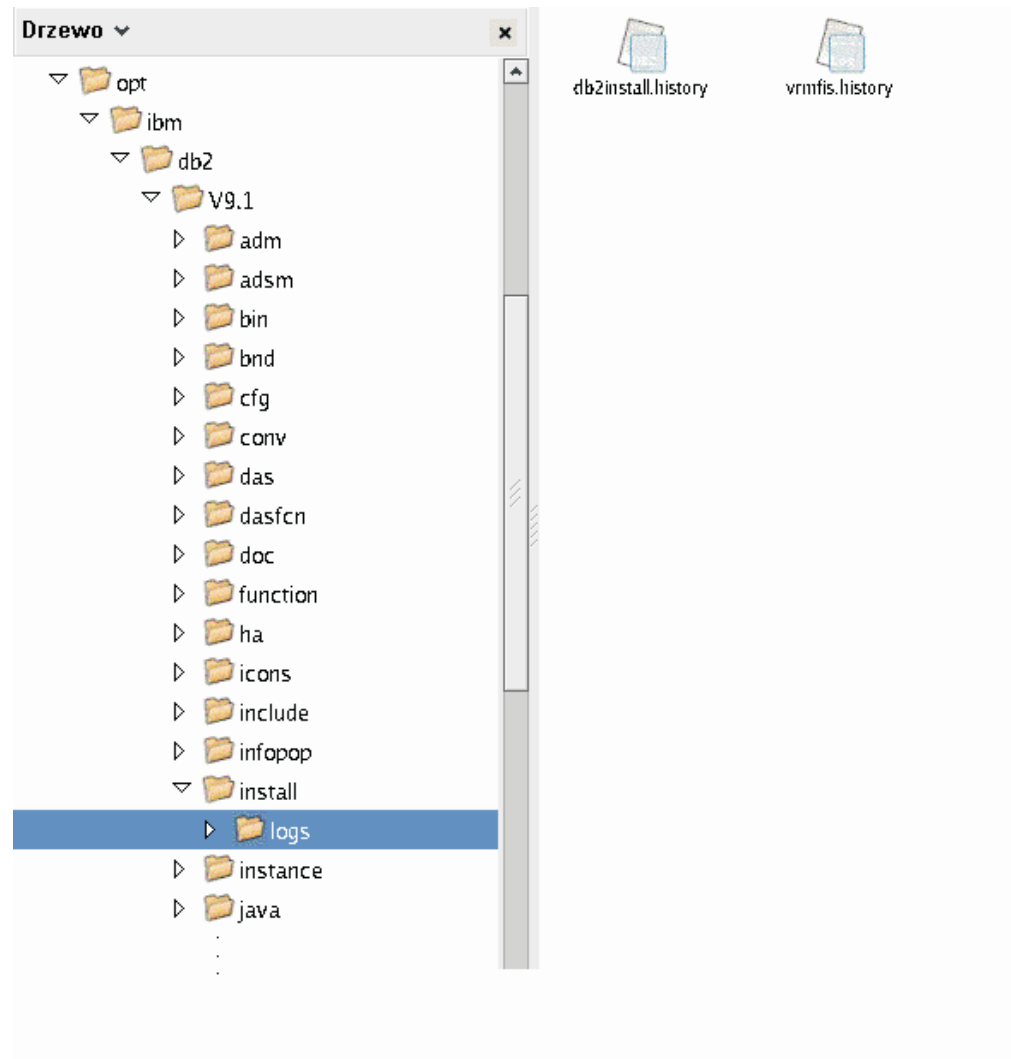 Drzewo
opt
ibm
db2
V9.1
adm
adsm
bin
bnd
cfg
conv
das
dasfcn
doc
function
ha
icons
include
infopop
install
logs
instance
java
db2install.history
vrmfis.history